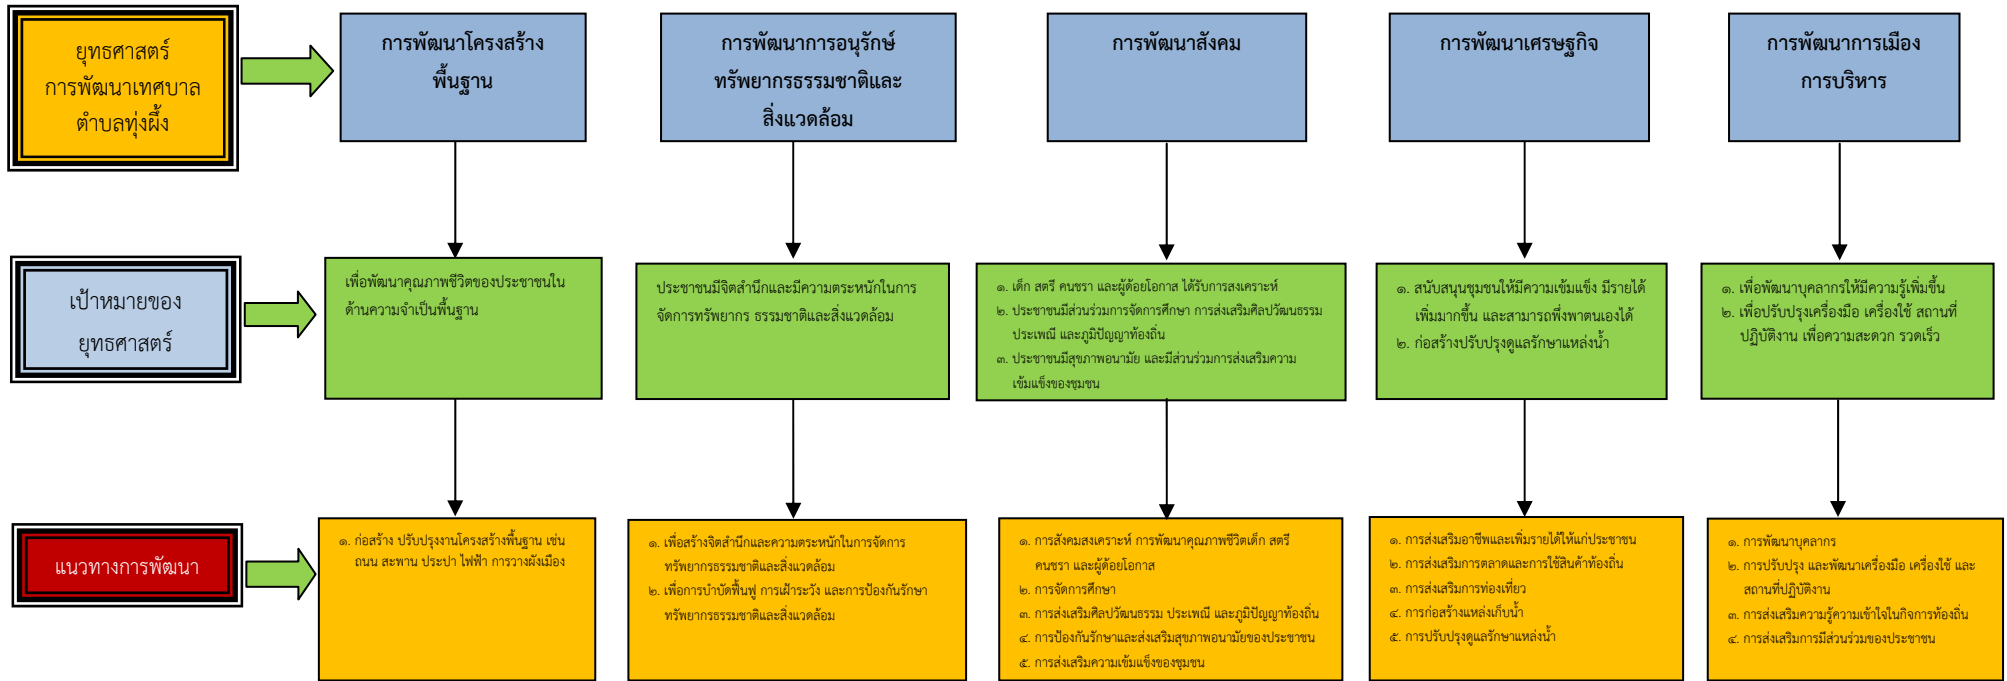 ยุทธศาสตร์
การพัฒนาเทศบาล
ตำบลทุ่งผึ้ง
การพัฒนาโครงสร้าง
พื้นฐาน
การพัฒนาการอนุรักษ์
ทรัพยากรธรรมชาติและ
สิ่งแวดล้อม
การพัฒนาสังคม
การพัฒนาเศรษฐกิจ
การพัฒนาการเมือง
การบริหาร
เป้าหมายของ
ยุทธศาสตร์
เพื่อพัฒนาคุณภาพชีวิตของประชาชนใน
ด้านความจำเป็นพื้นฐาน
ประชาชนมีจิตสำนึกและมีความตระหนักในการ
จัดการทรัพยากร ธรรมชาติและสิ่งแวดล้อม
๑. เด็ก สตรี คนชรา และผู้ด้อยโอกาส ได้รับการสงเคราะห์
๒. ประชาชนมีส่วนร่วมการจัดการศึกษา การส่งเสริมศิลปวัฒนธรรม
ประเพณี และภูมิปัญญาท้องถิ่น
๓. ประชาชนมีสุขภาพอนามัย และมีส่วนร่วมการส่งเสริมความ
เข้มแข็งของชุมชน
๑. สนับสนุนชุมชนให้มีความเข้มแข็ง มีรายได้
เพิ่มมากขึ้น และสามารถพึ่งพาตนเองได้
๒. ก่อสร้างปรับปรุงดูแลรักษาแหล่งน้ำ
๑. เพื่อพัฒนาบุคลากรให้มีความรู้เพิ่มขึ้น
๒. เพื่อปรับปรุงเครื่องมือ เครื่องใช้ สถานที่
ปฏิบัติงาน เพื่อความสะดวก รวดเร็ว
แนวทางการพัฒนา
๑. ก่อสร้าง ปรับปรุงงานโครงสร้างพื้นฐาน เช่น
ถนน สะพาน ประปา ไฟฟ้า การวางผังเมือง
๑. เพื่อสร้างจิตสำนึกและความตระหนักในการจัดการ
ทรัพยากรธรรมชาติและสิ่งแวดล้อม
๒. เพื่อการบำบัดฟื้นฟู การเฝ้าระวัง และการป้องกันรักษา
ทรัพยากรธรรมชาติและสิ่งแวดล้อม
๑. การสังคมสงเคราะห์ การพัฒนาคุณภาพชีวิตเด็ก สตรี
คนชรา และผู้ด้อยโอกาส
๒. การจัดการศึกษา
๓. การส่งเสริมศิลปวัฒนธรรม ประเพณี และภูมิปัญญาท้องถิ่น
๔. การป้องกันรักษาและส่งเสริมสุขภาพอนามัยของประชาชน
๕. การส่งเสริมความเข้มแข็งของชุมชน
๑. การส่งเสริมอาชีพและเพิ่มรายได้ให้แก่ประชาชน
๒. การส่งเสริมการตลาดและการใช้สินค้าท้องถิ่น
๓. การส่งเสริมการท่องเที่ยว
๔. การก่อสร้างแหล่งเก็บน้ำ
๕. การปรับปรุงดูแลรักษาแหล่งน้ำ
๑. การพัฒนาบุคลากร
๒. การปรับปรุง และพัฒนาเครื่องมือ เครื่องใช้ และ
สถานที่ปฏิบัติงาน
๓. การส่งเสริมความรู้ความเข้าใจในกิจการท้องถิ่น
๔. การส่งเสริมการมีส่วนร่วมของประชาชน